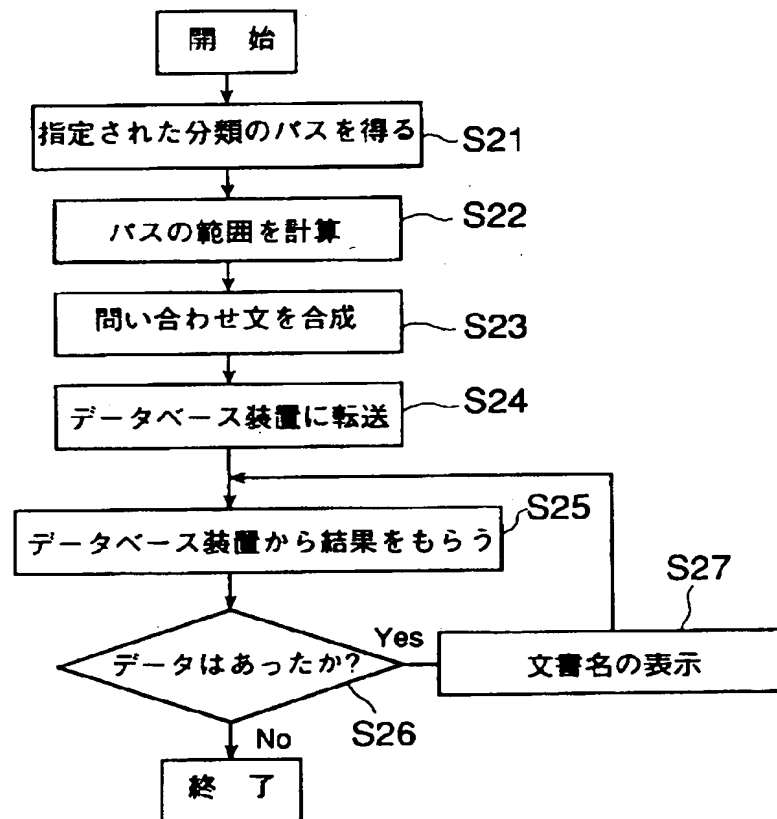 開 始
指定された分類のパスを得る
S21
パスの範囲を計算
S22
問い合わせ文を合成
S23
データベース装置に転送
S24
データベース装置から結果をもらう
S25
データはあったか?
Yes
S26
文書名の表示
S27
No
終 了